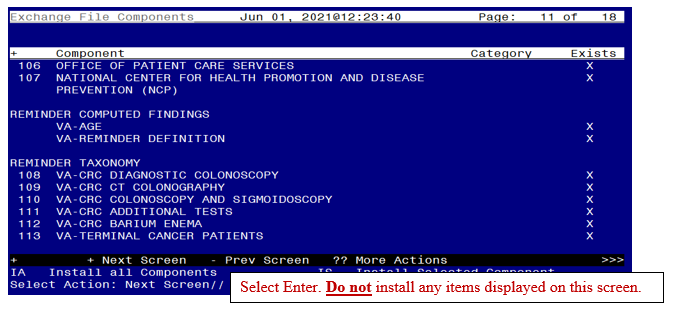 Exchange File Components Jun 01, 2021@12:23:40 Page: 11 of 18
+ Component Category Exists
106 OFFICE OF PATIENT CARE SERVICES X
107 NATIONAL CENTER FOR HEALTH PROMOTION AND DISEASE X
PREVENTION (NCP)
REMINDER COMPUTED FINDINGS
VA-AGE X
VA-REMINDER DEFINITION X
REMINDER TAXONOMY
108 VA-CRC DIAGNOSTIC COLONOSCOPY X
109 VA-CRC CT COLONOGRAPHY X
110 VA-CRC COLONOSCOPY AND SIGMOIDOSCOPY X
111 VA-CRC ADDITIONAL TESTS X
112 VA-CRC BARIUM ENEMA X
113 VA-TERMINAL CANCER PATIENTS X
+ + Next Screen - Prev Screen ?? More Actions >>>
IA Install all Components IS Install Selected Component
Select Action: Next Screen//
Select Enter. Do not install any items displayed on this screen.